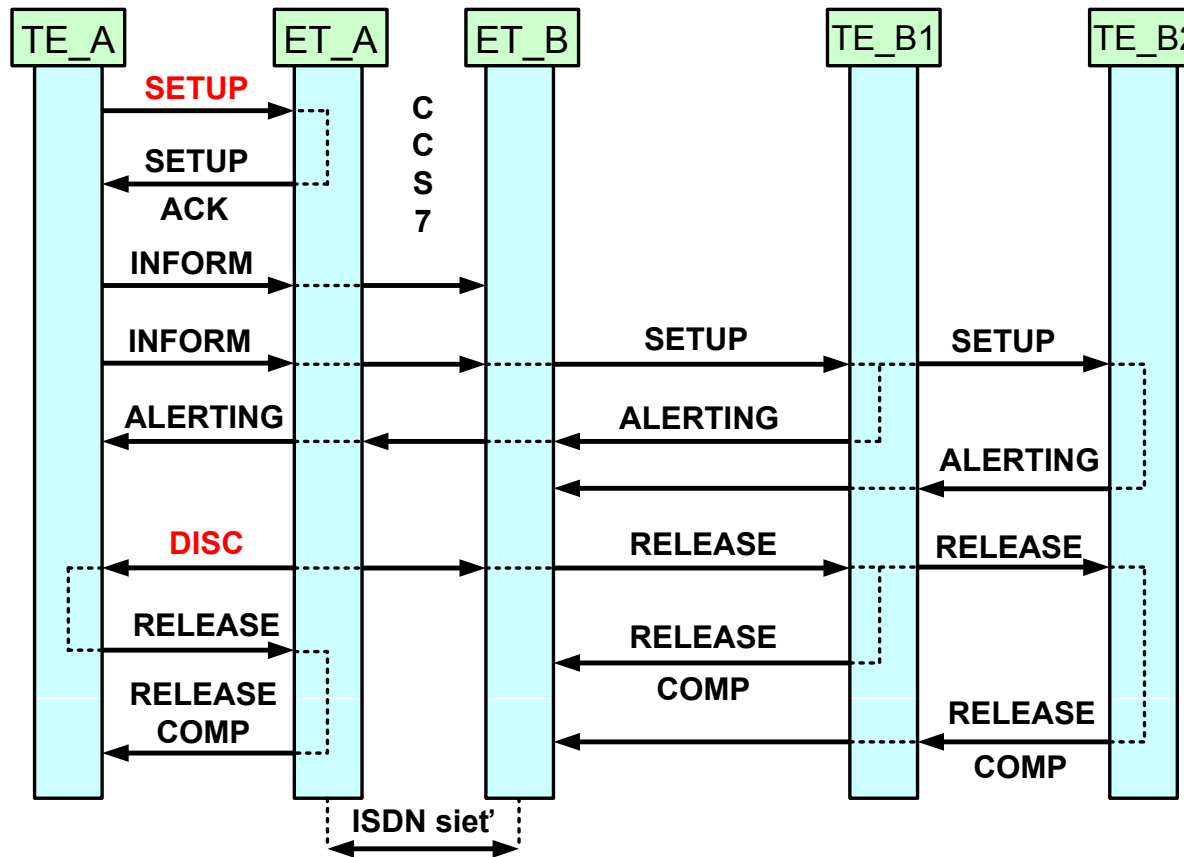 TE_A
ET_A
ET_B
TE_B1
TE_B2
SETUP
C
C
S
7
SETUP
ACK
INFORM
INFORM
SETUP
SETUP
ALERTING
ALERTING
ALERTING
DISC
RELEASE
RELEASE
RELEASE
RELEASE
COMP
RELEASE
COMP
RELEASE
COMP
ISDN sieť